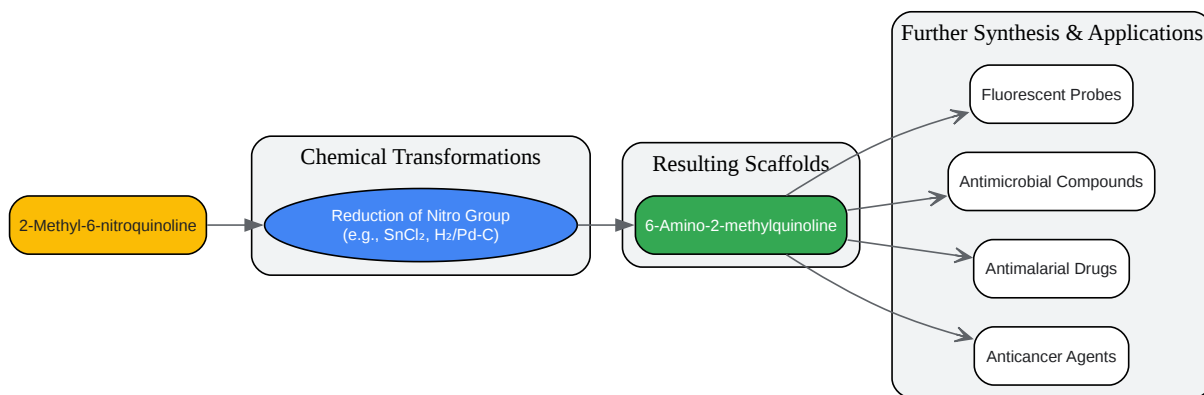 2-Methyl-6-nitroquinoline
Chemical Transformations
Reduction of Nitro Group
(e.g., SnCl₂, H₂/Pd-C)
Resulting Scaffolds
6-Amino-2-methylquinoline
Further Synthesis & Applications
Fluorescent Probes
Antimicrobial Compounds
Antimalarial Drugs
Anticancer Agents